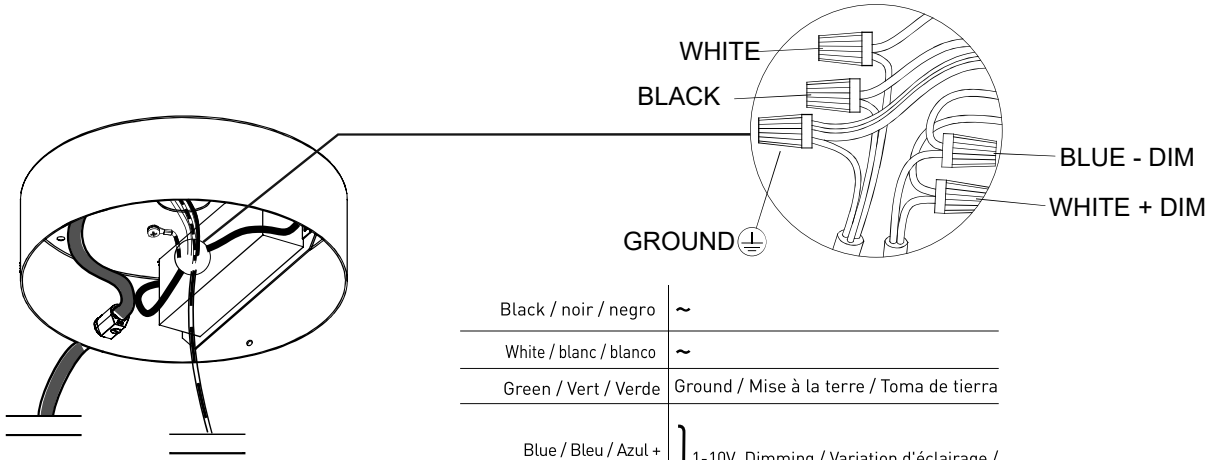 WHITE
BLACK
BLUE - DIM
WHITE + DIM
GROUND
Black / noir / negro ~
White / blanc / blanco ~
Green / Vert / Verde Ground / Mise à la terre / Toma de tierra
Blue / Bleu / Azul + 1-10V Dimming / Variation d'éclairage /